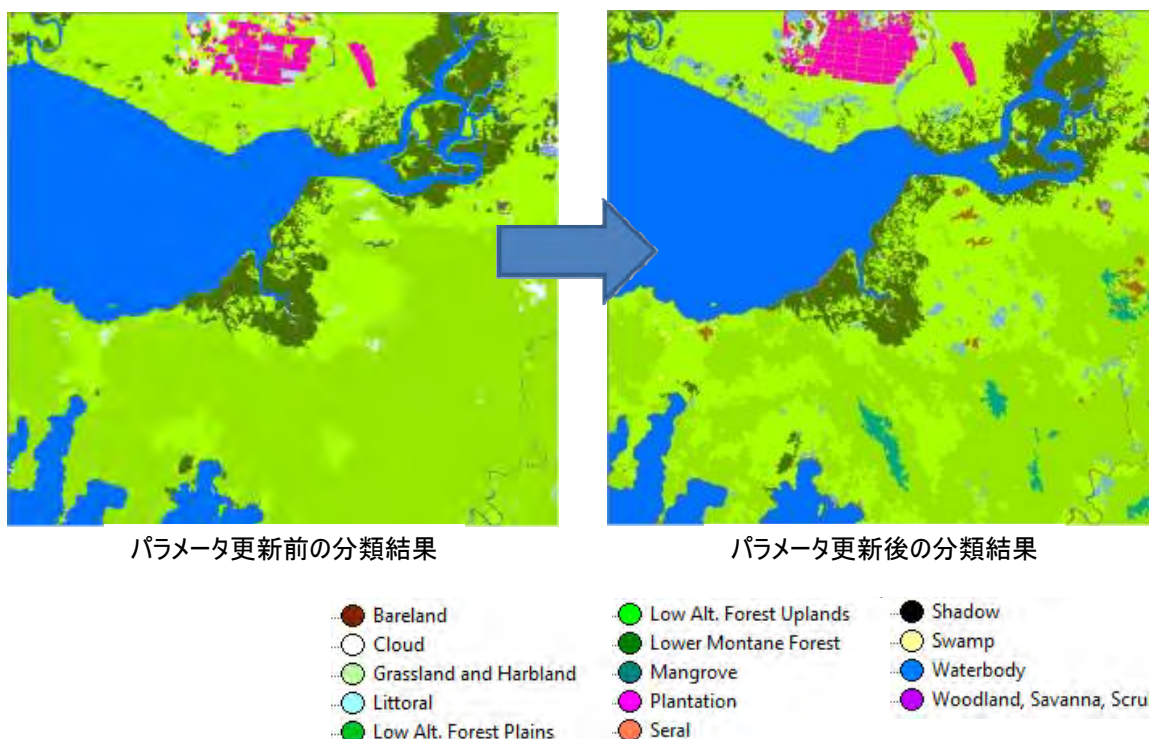 パラメータ更新前の分類結果
パラメータ更新後の分類結果
Bareland
Cloud
Grassland and Harbland
Littoral
Low Alt. Forest Plains
Low Alt. Forest Uplands
Lower Montane Forest
Mangrove
Plantation
Seral
Shadow
Swamp
Waterbody
Woodland, Savanna, Scru